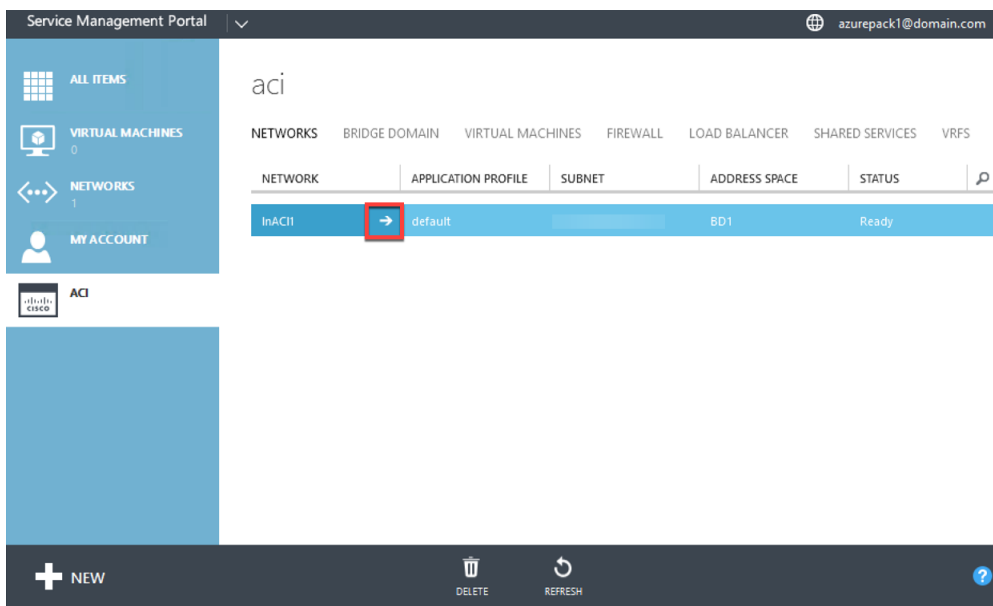 Service Management Portal azurepack1@domain.com
ALL ITEMS
VIRTUAL MACHINES
0
NETWORKS
1
MY ACCOUNT
cisco
ACI
aci
NETWORKS BRIDGE DOMAIN VIRTUAL MACHINES FIREWALL LOAD BALANCER SHARED SERVICES VRFS
NETWORK APPLICATION PROFILE SUBNET ADDRESS SPACE STATUS
InACI1 default BD1 Ready
NEW
DELETE
REFRESH
?